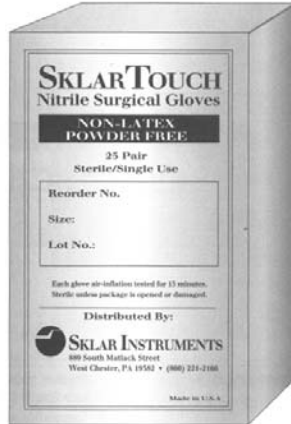 SKLARTOUCH
Nitrile Surgical Gloves
NON-LATEX
POWDER FREE
25 Pair
Sterile/Single Use
Reorder No.
Size:
Lot No.:
Each glove air-inflation tested for 15 minutes.
Sterile unless package is opened or damaged.
Distributed By:
SKLAR INSTRUMENTS
889 South Matlack Street
West Chester, PA 19382 • (800) 221-2166
Made in U.S.A